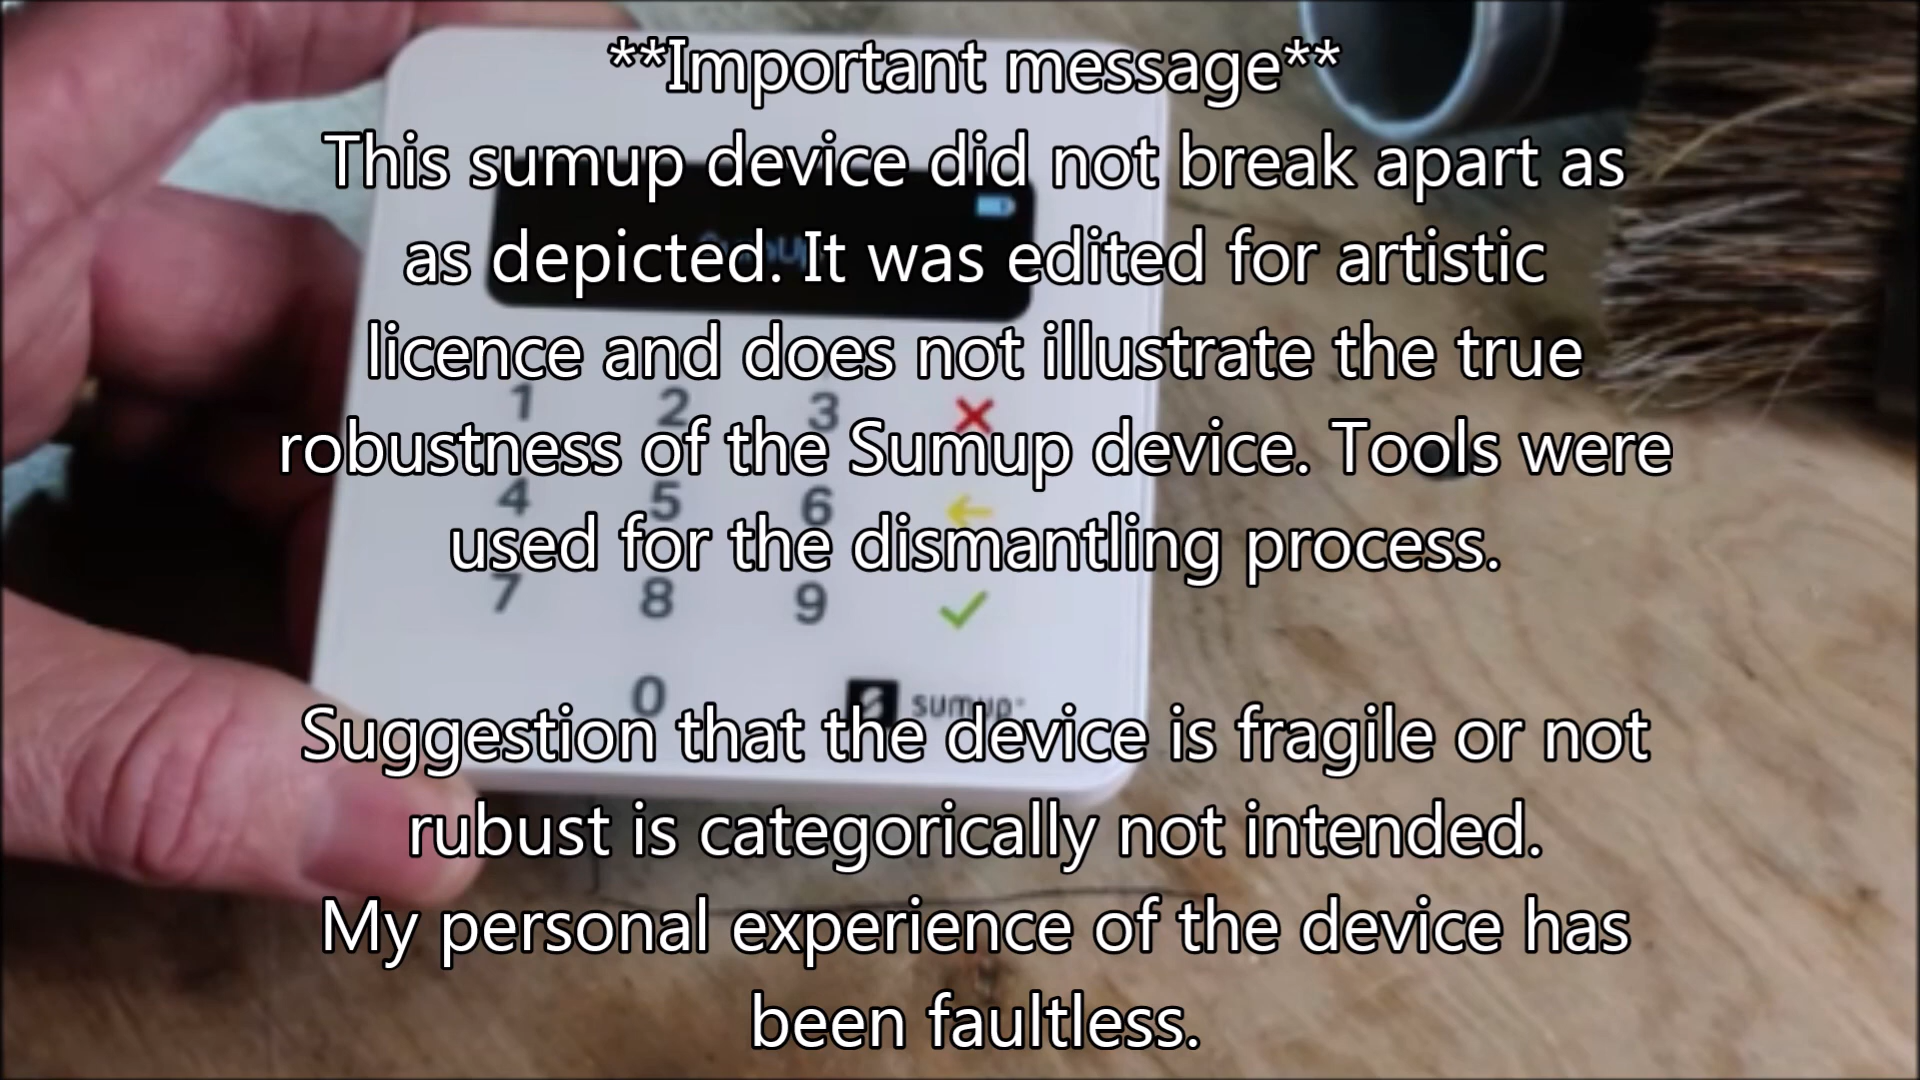 **Important message**
This sumup device did not break apart as
as depicted. It was edited for artistic
licence and does not illustrate the true
robustness of the Sumup device. Tools were
used for the dismantling process.
Suggestion that the device is fragile or not
rubust is categorically not intended.
My personal experience of the device has
been faultless.
SumUp
1 2 3
4 5 6
7 8 9
0 sumup